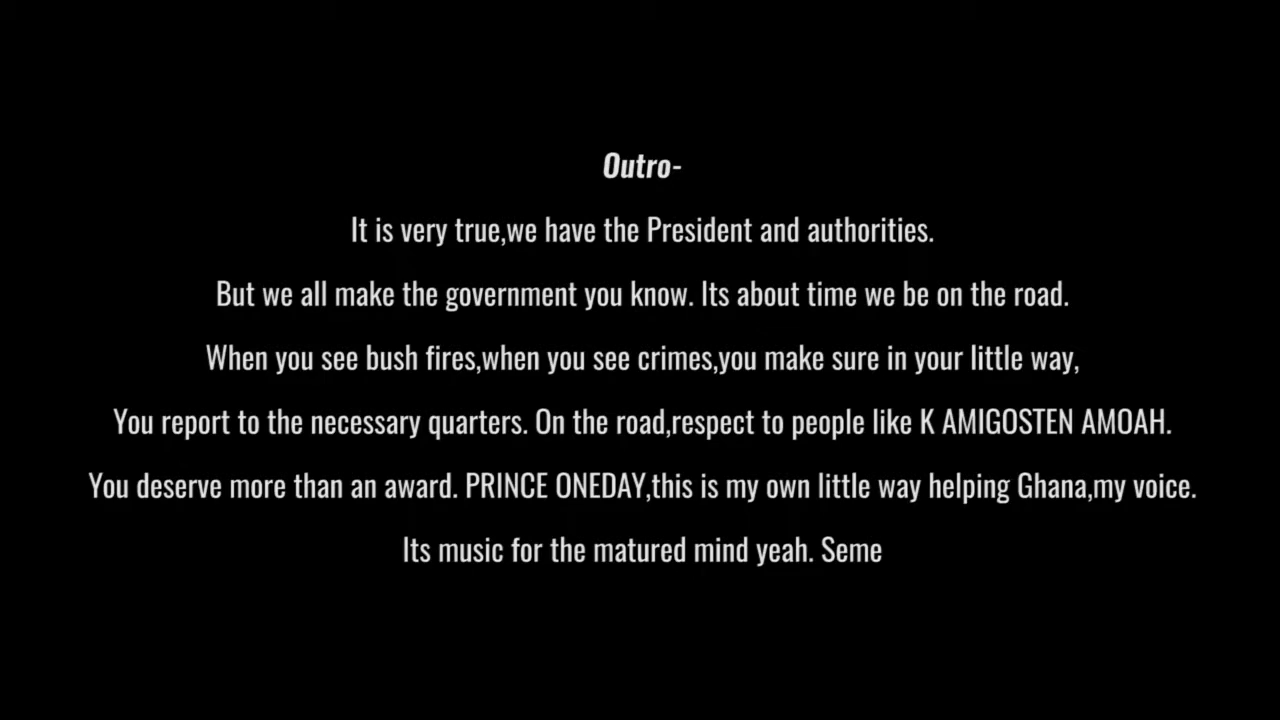 Outro-
It is very true,we have the President and authorities.
But we all make the government you know. Its about time we be on the road.
When you see bush fires,when you see crimes,you make sure in your little way,
You report to the necessary quarters. On the road,respect to people like K AMIGOSTEN AMOAH.
You deserve more than an award. PRINCE ONEDAY,this is my own little way helping Ghana,my voice.
Its music for the matured mind yeah. Seme